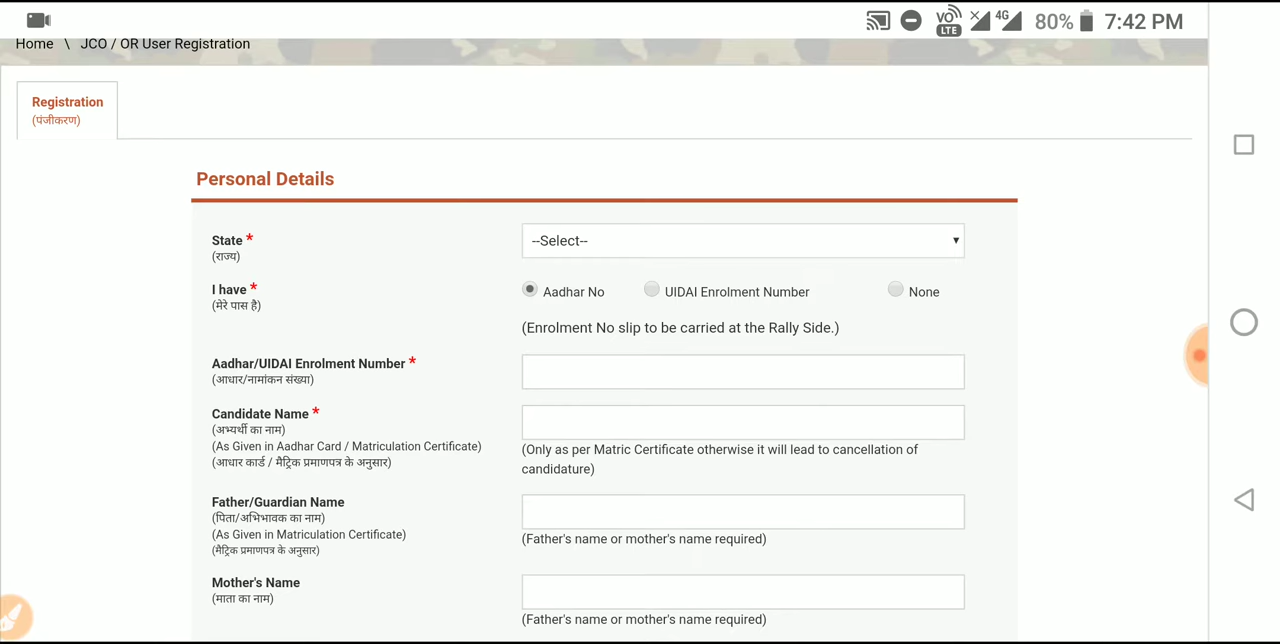 VO LTE 4G 80% 7:42 PM
Home \ JCO / OR User Registration
Registration
(पंजीकरण)
Personal Details
State *
(राज्य)
--Select--
I have *
(मेरे पास है)
Aadhar No UIDAI Enrolment Number None
(Enrolment No slip to be carried at the Rally Side.)
Aadhar/UIDAI Enrolment Number *
(आधार/नामांकन संख्या)
Candidate Name *
(अभ्यर्थी का नाम)
(As Given in Aadhar Card / Matriculation Certificate)
(आधार कार्ड / मैट्रिक प्रमाणपत्र के अनुसार)
(Only as per Matric Certificate otherwise it will lead to cancellation of
candidature)
Father/Guardian Name
(पिता/अभिभावक का नाम)
(As Given in Matriculation Certificate)
(मैट्रिक प्रमाणपत्र के अनुसार)
(Father's name or mother's name required)
Mother's Name
(माता का नाम)
(Father's name or mother's name required)